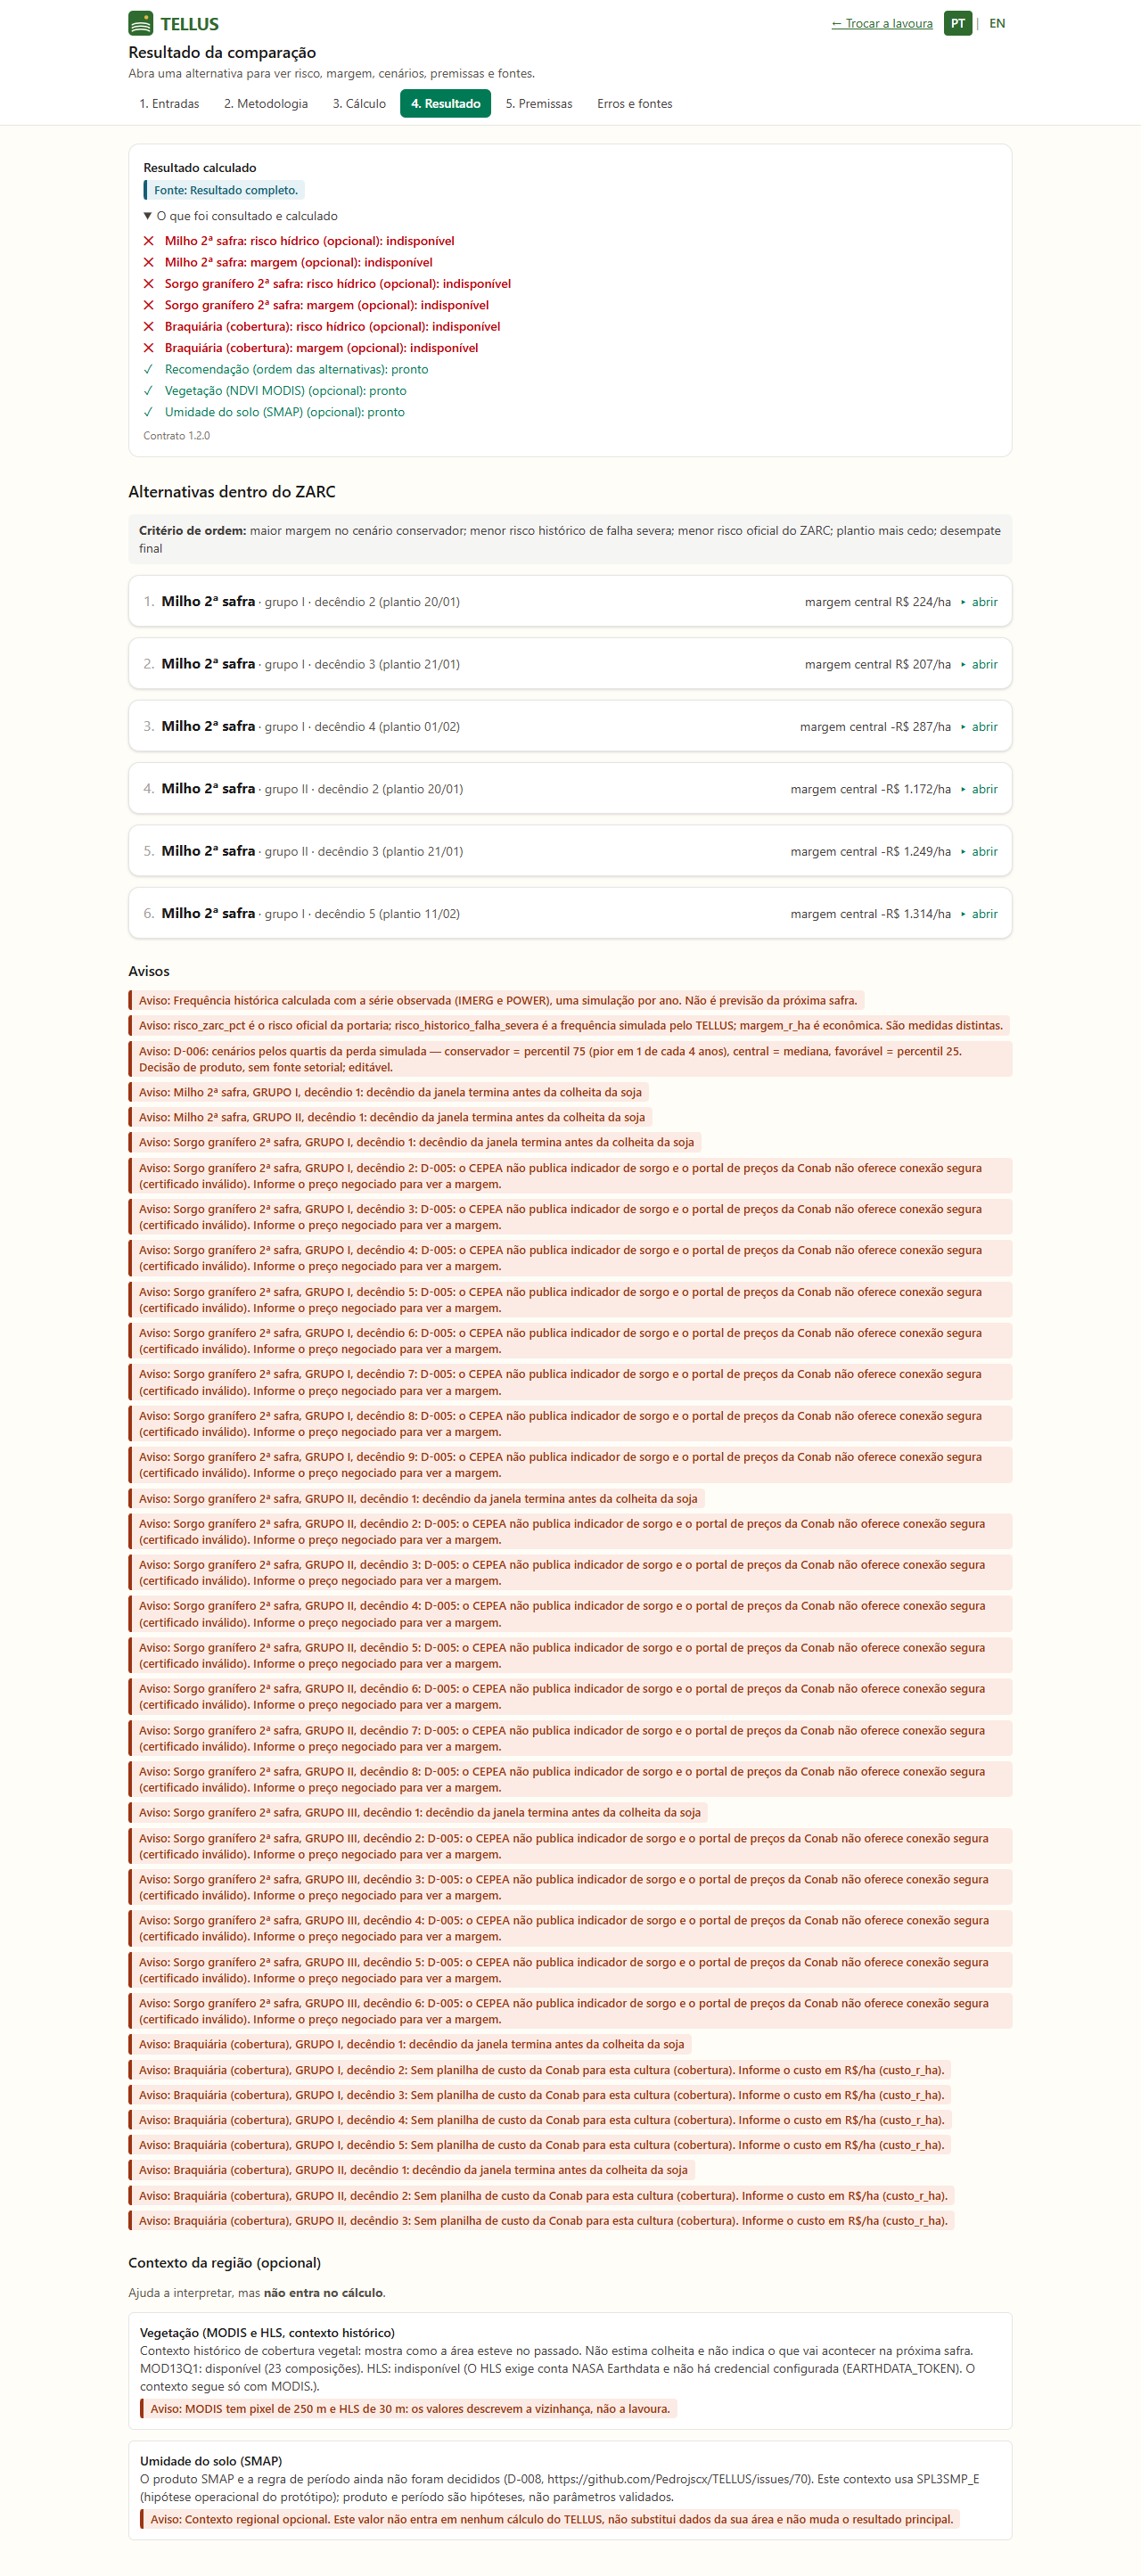 TELLUS
← Trocar a lavoura
PT | EN
Resultado da comparação
Abra uma alternativa para ver risco, margem, cenários, premissas e fontes.
1. Entradas 2. Metodologia 3. Cálculo 4. Resultado 5. Premissas Erros e fontes
Resultado calculado
Fonte: Resultado completo.
▼ O que foi consultado e calculado
✕ Milho 2ª safra: risco hídrico (opcional): indisponível
✕ Milho 2ª safra: margem (opcional): indisponível
✕ Sorgo granífero 2ª safra: risco hídrico (opcional): indisponível
✕ Sorgo granífero 2ª safra: margem (opcional): indisponível
✕ Braquiária (cobertura): risco hídrico (opcional): indisponível
✕ Braquiária (cobertura): margem (opcional): indisponível
✓ Recomendação (ordem das alternativas): pronto
✓ Vegetação (NDVI MODIS) (opcional): pronto
✓ Umidade do solo (SMAP) (opcional): pronto
Contrato 1.2.0
Alternativas dentro do ZARC
Critério de ordem: maior margem no cenário conservador; menor risco histórico de falha severa; menor risco oficial do ZARC; plantio mais cedo; desempate
final
1. Milho 2ª safra · grupo I · decêndio 2 (plantio 20/01) margem central R$ 224/ha ▸ abrir
2. Milho 2ª safra · grupo I · decêndio 3 (plantio 21/01) margem central R$ 207/ha ▸ abrir
3. Milho 2ª safra · grupo I · decêndio 4 (plantio 01/02) margem central -R$ 287/ha ▸ abrir
4. Milho 2ª safra · grupo II · decêndio 2 (plantio 20/01) margem central -R$ 1.172/ha ▸ abrir
5. Milho 2ª safra · grupo II · decêndio 3 (plantio 21/01) margem central -R$ 1.249/ha ▸ abrir
6. Milho 2ª safra · grupo I · decêndio 5 (plantio 11/02) margem central -R$ 1.314/ha ▸ abrir
Avisos
Aviso: Frequência histórica calculada com a série observada (IMERG e POWER), uma simulação por ano. Não é previsão da próxima safra.
Aviso: risco_zarc_pct é o risco oficial da portaria; risco_historico_falha_severa é a frequência simulada pelo TELLUS; margem_r_ha é econômica. São medidas distintas.
Aviso: D-006: cenários pelos quartis da perda simulada — conservador = percentil 75 (pior em 1 de cada 4 anos), central = mediana, favorável = percentil 25.
Decisão de produto, sem fonte setorial; editável.
Aviso: Milho 2ª safra, GRUPO I, decêndio 1: decêndio da janela termina antes da colheita da soja
Aviso: Milho 2ª safra, GRUPO II, decêndio 1: decêndio da janela termina antes da colheita da soja
Aviso: Sorgo granífero 2ª safra, GRUPO I, decêndio 1: decêndio da janela termina antes da colheita da soja
Aviso: Sorgo granífero 2ª safra, GRUPO I, decêndio 2: D-005: o CEPEA não publica indicador de sorgo e o portal de preços da Conab não oferece conexão segura
(certificado inválido). Informe o preço negociado para ver a margem.
Aviso: Sorgo granífero 2ª safra, GRUPO I, decêndio 3: D-005: o CEPEA não publica indicador de sorgo e o portal de preços da Conab não oferece conexão segura
(certificado inválido). Informe o preço negociado para ver a margem.
Aviso: Sorgo granífero 2ª safra, GRUPO I, decêndio 4: D-005: o CEPEA não publica indicador de sorgo e o portal de preços da Conab não oferece conexão segura
(certificado inválido). Informe o preço negociado para ver a margem.
Aviso: Sorgo granífero 2ª safra, GRUPO I, decêndio 5: D-005: o CEPEA não publica indicador de sorgo e o portal de preços da Conab não oferece conexão segura
(certificado inválido). Informe o preço negociado para ver a margem.
Aviso: Sorgo granífero 2ª safra, GRUPO I, decêndio 6: D-005: o CEPEA não publica indicador de sorgo e o portal de preços da Conab não oferece conexão segura
(certificado inválido). Informe o preço negociado para ver a margem.
Aviso: Sorgo granífero 2ª safra, GRUPO I, decêndio 7: D-005: o CEPEA não publica indicador de sorgo e o portal de preços da Conab não oferece conexão segura
(certificado inválido). Informe o preço negociado para ver a margem.
Aviso: Sorgo granífero 2ª safra, GRUPO I, decêndio 8: D-005: o CEPEA não publica indicador de sorgo e o portal de preços da Conab não oferece conexão segura
(certificado inválido). Informe o preço negociado para ver a margem.
Aviso: Sorgo granífero 2ª safra, GRUPO I, decêndio 9: D-005: o CEPEA não publica indicador de sorgo e o portal de preços da Conab não oferece conexão segura
(certificado inválido). Informe o preço negociado para ver a margem.
Aviso: Sorgo granífero 2ª safra, GRUPO II, decêndio 1: decêndio da janela termina antes da colheita da soja
Aviso: Sorgo granífero 2ª safra, GRUPO II, decêndio 2: D-005: o CEPEA não publica indicador de sorgo e o portal de preços da Conab não oferece conexão segura
(certificado inválido). Informe o preço negociado para ver a margem.
Aviso: Sorgo granífero 2ª safra, GRUPO II, decêndio 3: D-005: o CEPEA não publica indicador de sorgo e o portal de preços da Conab não oferece conexão segura
(certificado inválido). Informe o preço negociado para ver a margem.
Aviso: Sorgo granífero 2ª safra, GRUPO II, decêndio 4: D-005: o CEPEA não publica indicador de sorgo e o portal de preços da Conab não oferece conexão segura
(certificado inválido). Informe o preço negociado para ver a margem.
Aviso: Sorgo granífero 2ª safra, GRUPO II, decêndio 5: D-005: o CEPEA não publica indicador de sorgo e o portal de preços da Conab não oferece conexão segura
(certificado inválido). Informe o preço negociado para ver a margem.
Aviso: Sorgo granífero 2ª safra, GRUPO II, decêndio 6: D-005: o CEPEA não publica indicador de sorgo e o portal de preços da Conab não oferece conexão segura
(certificado inválido). Informe o preço negociado para ver a margem.
Aviso: Sorgo granífero 2ª safra, GRUPO II, decêndio 7: D-005: o CEPEA não publica indicador de sorgo e o portal de preços da Conab não oferece conexão segura
(certificado inválido). Informe o preço negociado para ver a margem.
Aviso: Sorgo granífero 2ª safra, GRUPO II, decêndio 8: D-005: o CEPEA não publica indicador de sorgo e o portal de preços da Conab não oferece conexão segura
(certificado inválido). Informe o preço negociado para ver a margem.
Aviso: Sorgo granífero 2ª safra, GRUPO III, decêndio 1: decêndio da janela termina antes da colheita da soja
Aviso: Sorgo granífero 2ª safra, GRUPO III, decêndio 2: D-005: o CEPEA não publica indicador de sorgo e o portal de preços da Conab não oferece conexão segura
(certificado inválido). Informe o preço negociado para ver a margem.
Aviso: Sorgo granífero 2ª safra, GRUPO III, decêndio 3: D-005: o CEPEA não publica indicador de sorgo e o portal de preços da Conab não oferece conexão segura
(certificado inválido). Informe o preço negociado para ver a margem.
Aviso: Sorgo granífero 2ª safra, GRUPO III, decêndio 4: D-005: o CEPEA não publica indicador de sorgo e o portal de preços da Conab não oferece conexão segura
(certificado inválido). Informe o preço negociado para ver a margem.
Aviso: Sorgo granífero 2ª safra, GRUPO III, decêndio 5: D-005: o CEPEA não publica indicador de sorgo e o portal de preços da Conab não oferece conexão segura
(certificado inválido). Informe o preço negociado para ver a margem.
Aviso: Sorgo granífero 2ª safra, GRUPO III, decêndio 6: D-005: o CEPEA não publica indicador de sorgo e o portal de preços da Conab não oferece conexão segura
(certificado inválido). Informe o preço negociado para ver a margem.
Aviso: Braquiária (cobertura), GRUPO I, decêndio 1: decêndio da janela termina antes da colheita da soja
Aviso: Braquiária (cobertura), GRUPO I, decêndio 2: Sem planilha de custo da Conab para esta cultura (cobertura). Informe o custo em R$/ha (custo_r_ha).
Aviso: Braquiária (cobertura), GRUPO I, decêndio 3: Sem planilha de custo da Conab para esta cultura (cobertura). Informe o custo em R$/ha (custo_r_ha).
Aviso: Braquiária (cobertura), GRUPO I, decêndio 4: Sem planilha de custo da Conab para esta cultura (cobertura). Informe o custo em R$/ha (custo_r_ha).
Aviso: Braquiária (cobertura), GRUPO I, decêndio 5: Sem planilha de custo da Conab para esta cultura (cobertura). Informe o custo em R$/ha (custo_r_ha).
Aviso: Braquiária (cobertura), GRUPO II, decêndio 1: decêndio da janela termina antes da colheita da soja
Aviso: Braquiária (cobertura), GRUPO II, decêndio 2: Sem planilha de custo da Conab para esta cultura (cobertura). Informe o custo em R$/ha (custo_r_ha).
Aviso: Braquiária (cobertura), GRUPO II, decêndio 3: Sem planilha de custo da Conab para esta cultura (cobertura). Informe o custo em R$/ha (custo_r_ha).
Contexto da região (opcional)
Ajuda a interpretar, mas não entra no cálculo.
Vegetação (MODIS e HLS, contexto histórico)
Contexto histórico de cobertura vegetal: mostra como a área esteve no passado. Não estima colheita e não indica o que vai acontecer na próxima safra.
MOD13Q1: disponível (23 composições). HLS: indisponível (O HLS exige conta NASA Earthdata e não há credencial configurada (EARTHDATA_TOKEN). O
contexto segue só com MODIS.).
Aviso: MODIS tem pixel de 250 m e HLS de 30 m: os valores descrevem a vizinhança, não a lavoura.
Umidade do solo (SMAP)
O produto SMAP e a regra de período ainda não foram decididos (D-008, https://github.com/Pedrojscx/TELLUS/issues/70). Este contexto usa SPL3SMP_E
(hipótese operacional do protótipo); produto e período são hipóteses, não parâmetros validados.
Aviso: Contexto regional opcional. Este valor não entra em nenhum cálculo do TELLUS, não substitui dados da sua área e não muda o resultado principal.